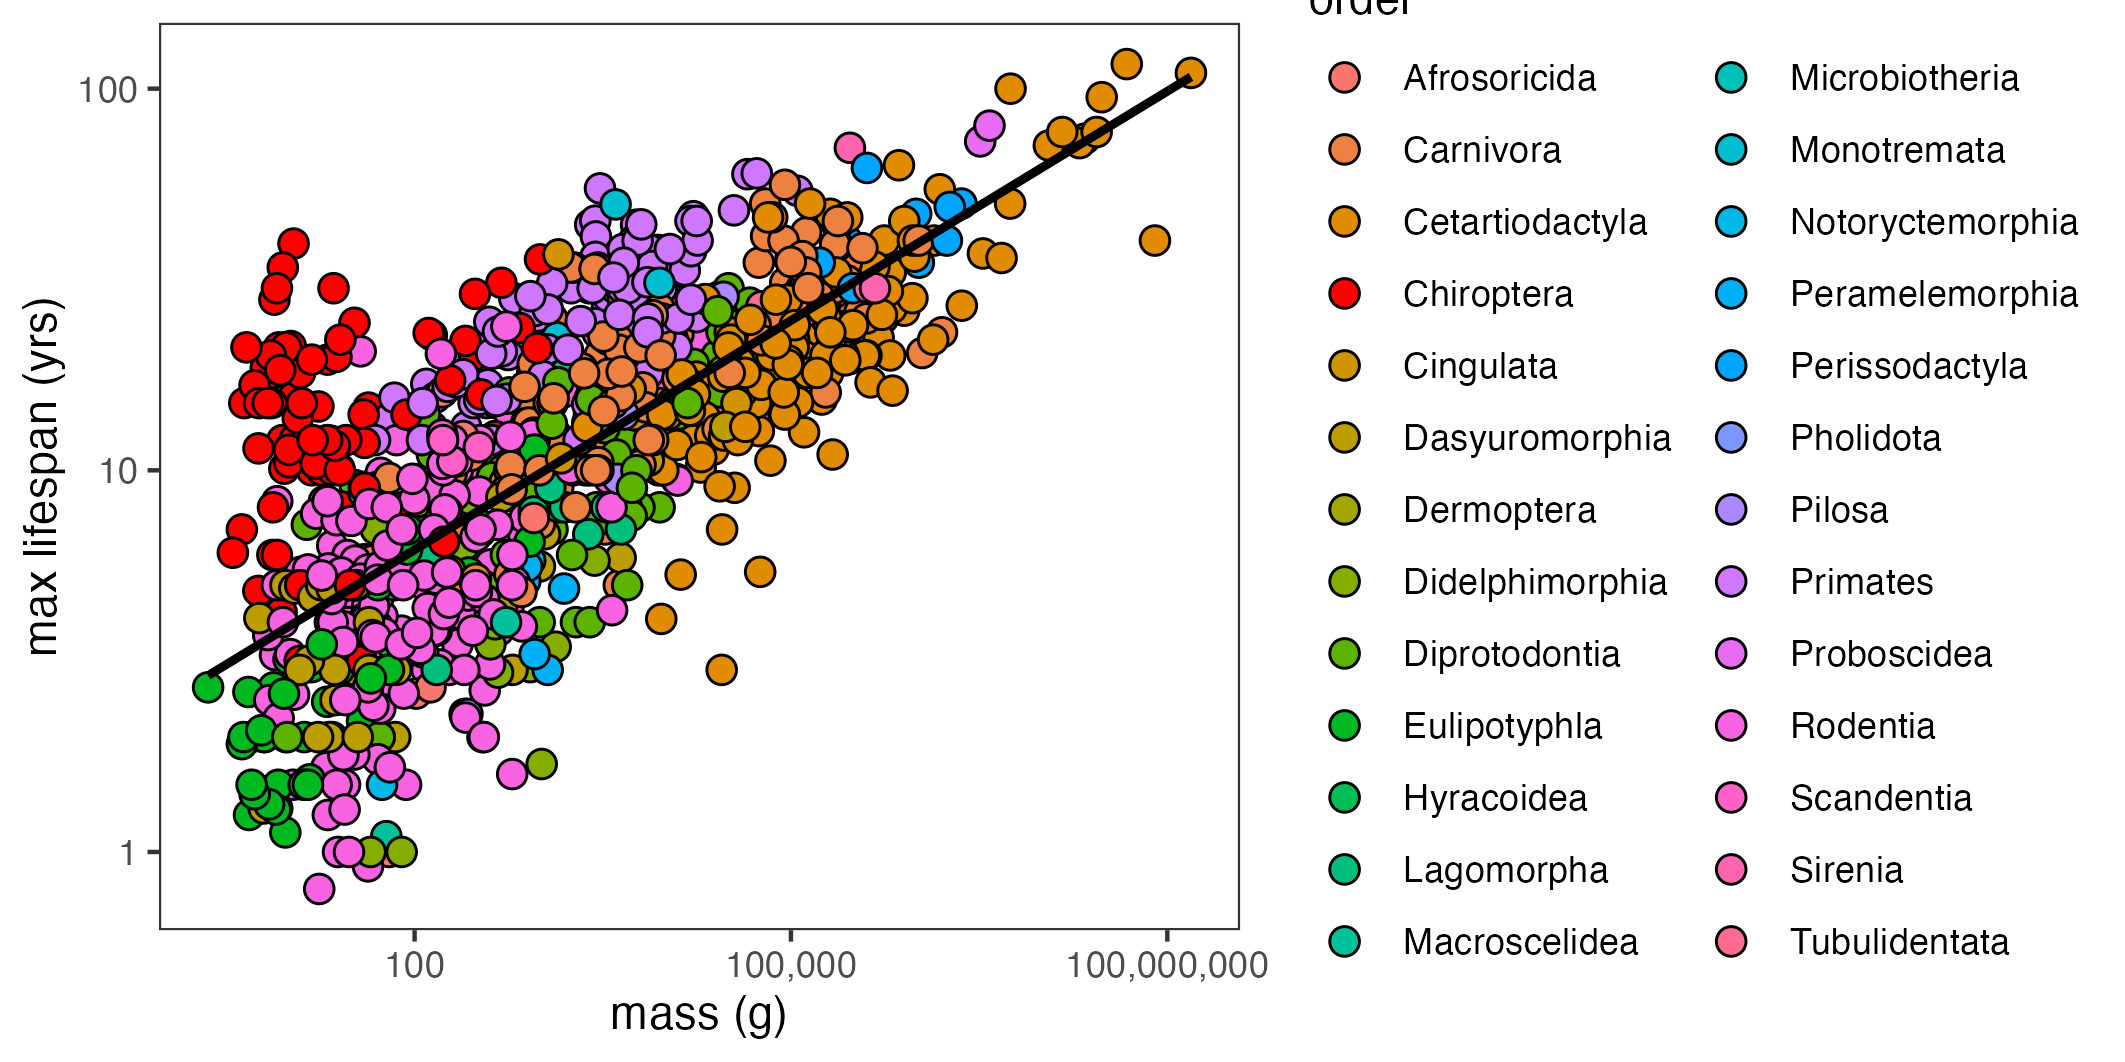 order
100
10
1
max lifespan (yrs)
100
100,000
100,000,000
mass (g)
Afrosoricida
Carnivora
Cetartiodactyla
Chiroptera
Cingulata
Dasyuromorphia
Dermoptera
Didelphimorphia
Diprotodontia
Eulipotyphla
Hyracoidea
Lagomorpha
Macroscelidea
Microbiotheria
Monotremata
Notoryctemorphia
Peramelemorphia
Perissodactyla
Pholidota
Pilosa
Primates
Proboscidea
Rodentia
Scandentia
Sirenia
Tubulidentata